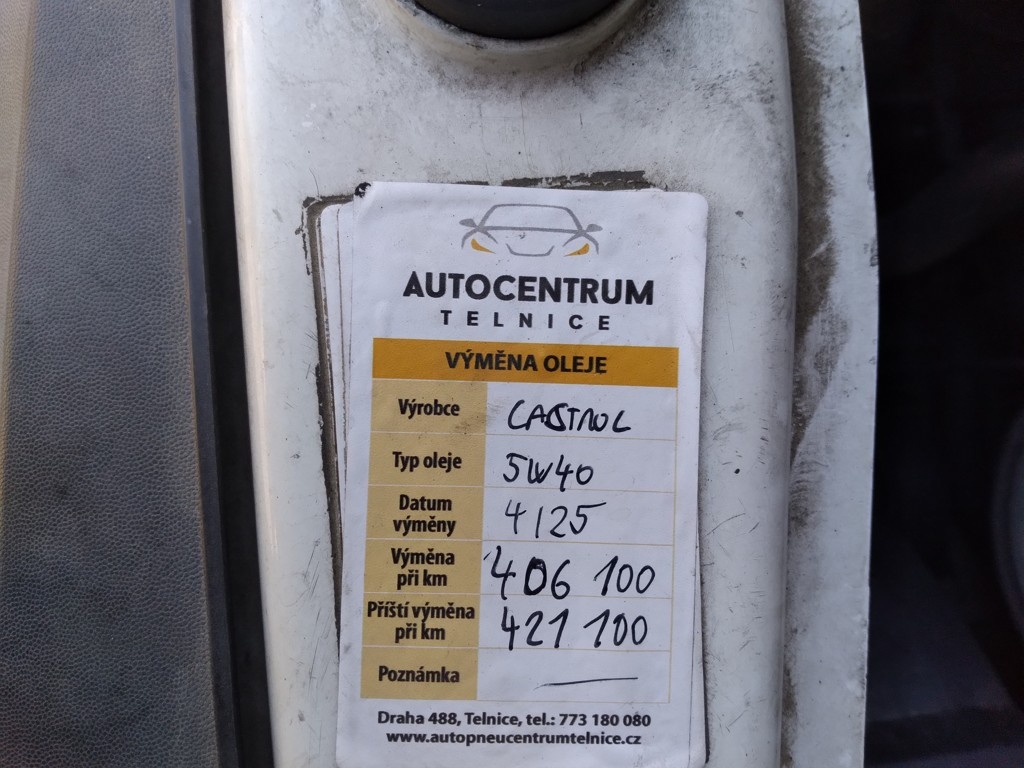 AUTOCENTRUM
TELNICE
VÝMĚNA OLEJE
Výrobce CASTROL
Typ oleje 5W40
Datum výměny 4/25
Výměna při km 406 100
Příští výměna při km 421 100
Poznámka —
Draha 488, Telnice, tel.: 773 180 080
www.autopneucentrumtelnice.cz